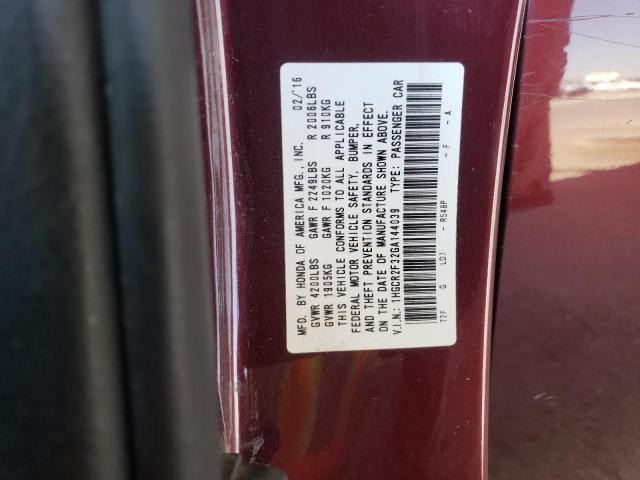 MFD. BY HONDA OF AMERICA MFG., INC. 02/'16
GVWR 4200LBS GAWR F 2249LBS R 2006LBS
GVWR 1905KG GAWR F 1020KG R 910KG
THIS VEHICLE CONFORMS TO ALL APPLICABLE
FEDERAL MOTOR VEHICLE SAFETY, BUMPER,
AND THEFT PREVENTION STANDARDS IN EFFECT
ON THE DATE OF MANUFACTURE SHOWN ABOVE.
V.I.N.: 1HGCR2F32GA144039 TYPE: PASSENGER CAR
T2F G LD7 - R548P - F - A